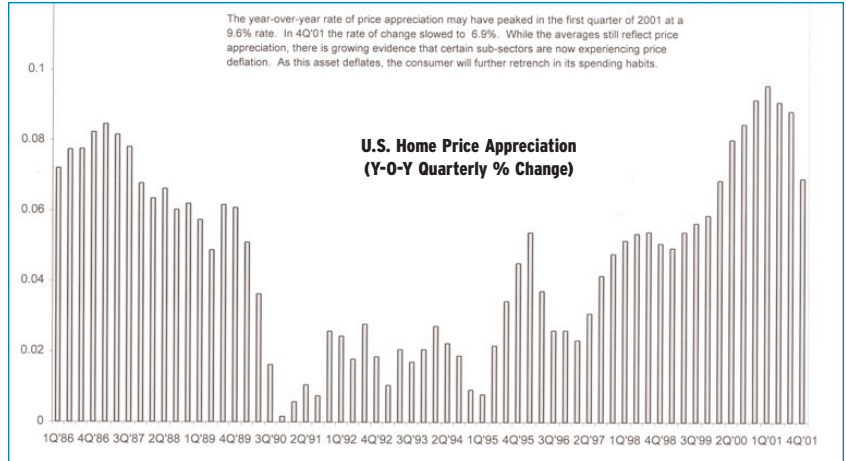 The year-over-year rate of price appreciation may have peaked in the first quarter of 2001 at a
9.6% rate. In 4Q'01 the rate of change slowed to 6.9%. While the averages still reflect price
appreciation, there is growing evidence that certain sub-sectors are now experiencing price
deflation. As this asset deflates, the consumer will further retrench in its spending habits.
U.S. Home Price Appreciation
(Y-O-Y Quarterly % Change)
0.1
0.08
0.06
0.04
0.02
0
1Q'86 4Q'86 3Q'87 2Q'88 1Q'89 4Q'89 3Q'90 2Q'91 1Q'92 4Q'92 3Q'93 2Q'94 1Q'95 4Q'95 3Q'96 2Q'97 1Q'98 4Q'98 3Q'99 2Q'00 1Q'01 4Q'01